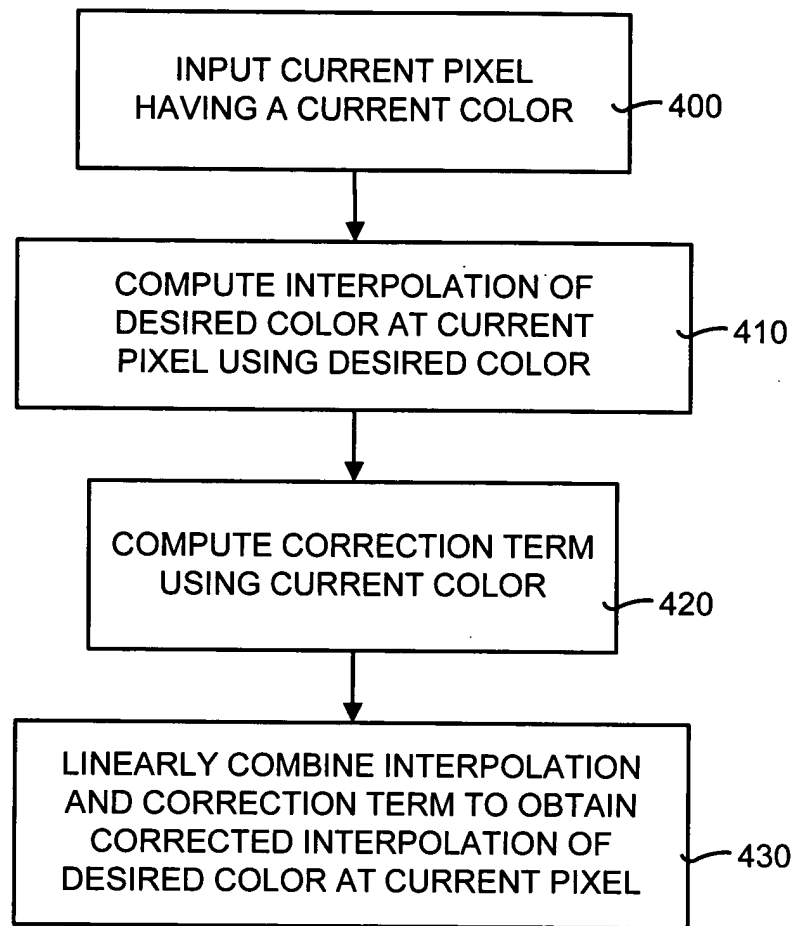 INPUT CURRENT PIXEL
HAVING A CURRENT COLOR
400
COMPUTE INTERPOLATION OF
DESIRED COLOR AT CURRENT
PIXEL USING DESIRED COLOR
410
COMPUTE CORRECTION TERM
USING CURRENT COLOR
420
LINEARLY COMBINE INTERPOLATION
AND CORRECTION TERM TO OBTAIN
CORRECTED INTERPOLATION OF
DESIRED COLOR AT CURRENT PIXEL
430